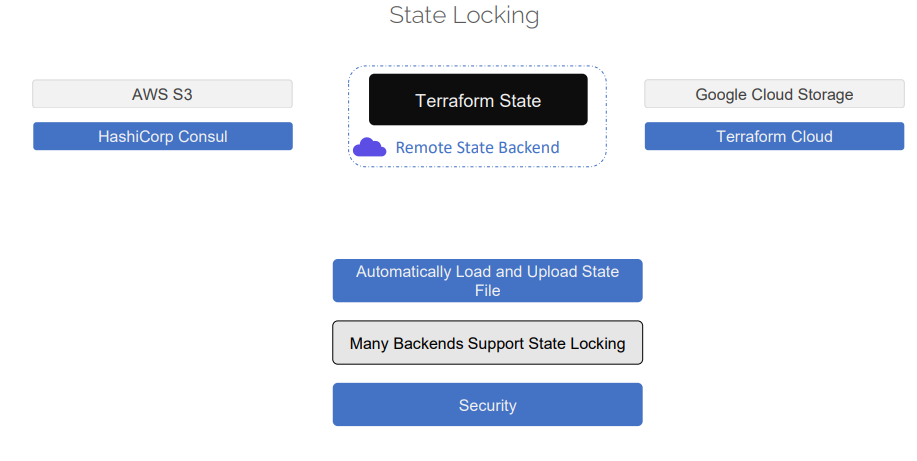 State Locking
AWS S3
Terraform State
Google Cloud Storage
HashiCorp Consul
Remote State Backend
Terraform Cloud
Automatically Load and Upload State
File
Many Backends Support State Locking
Security